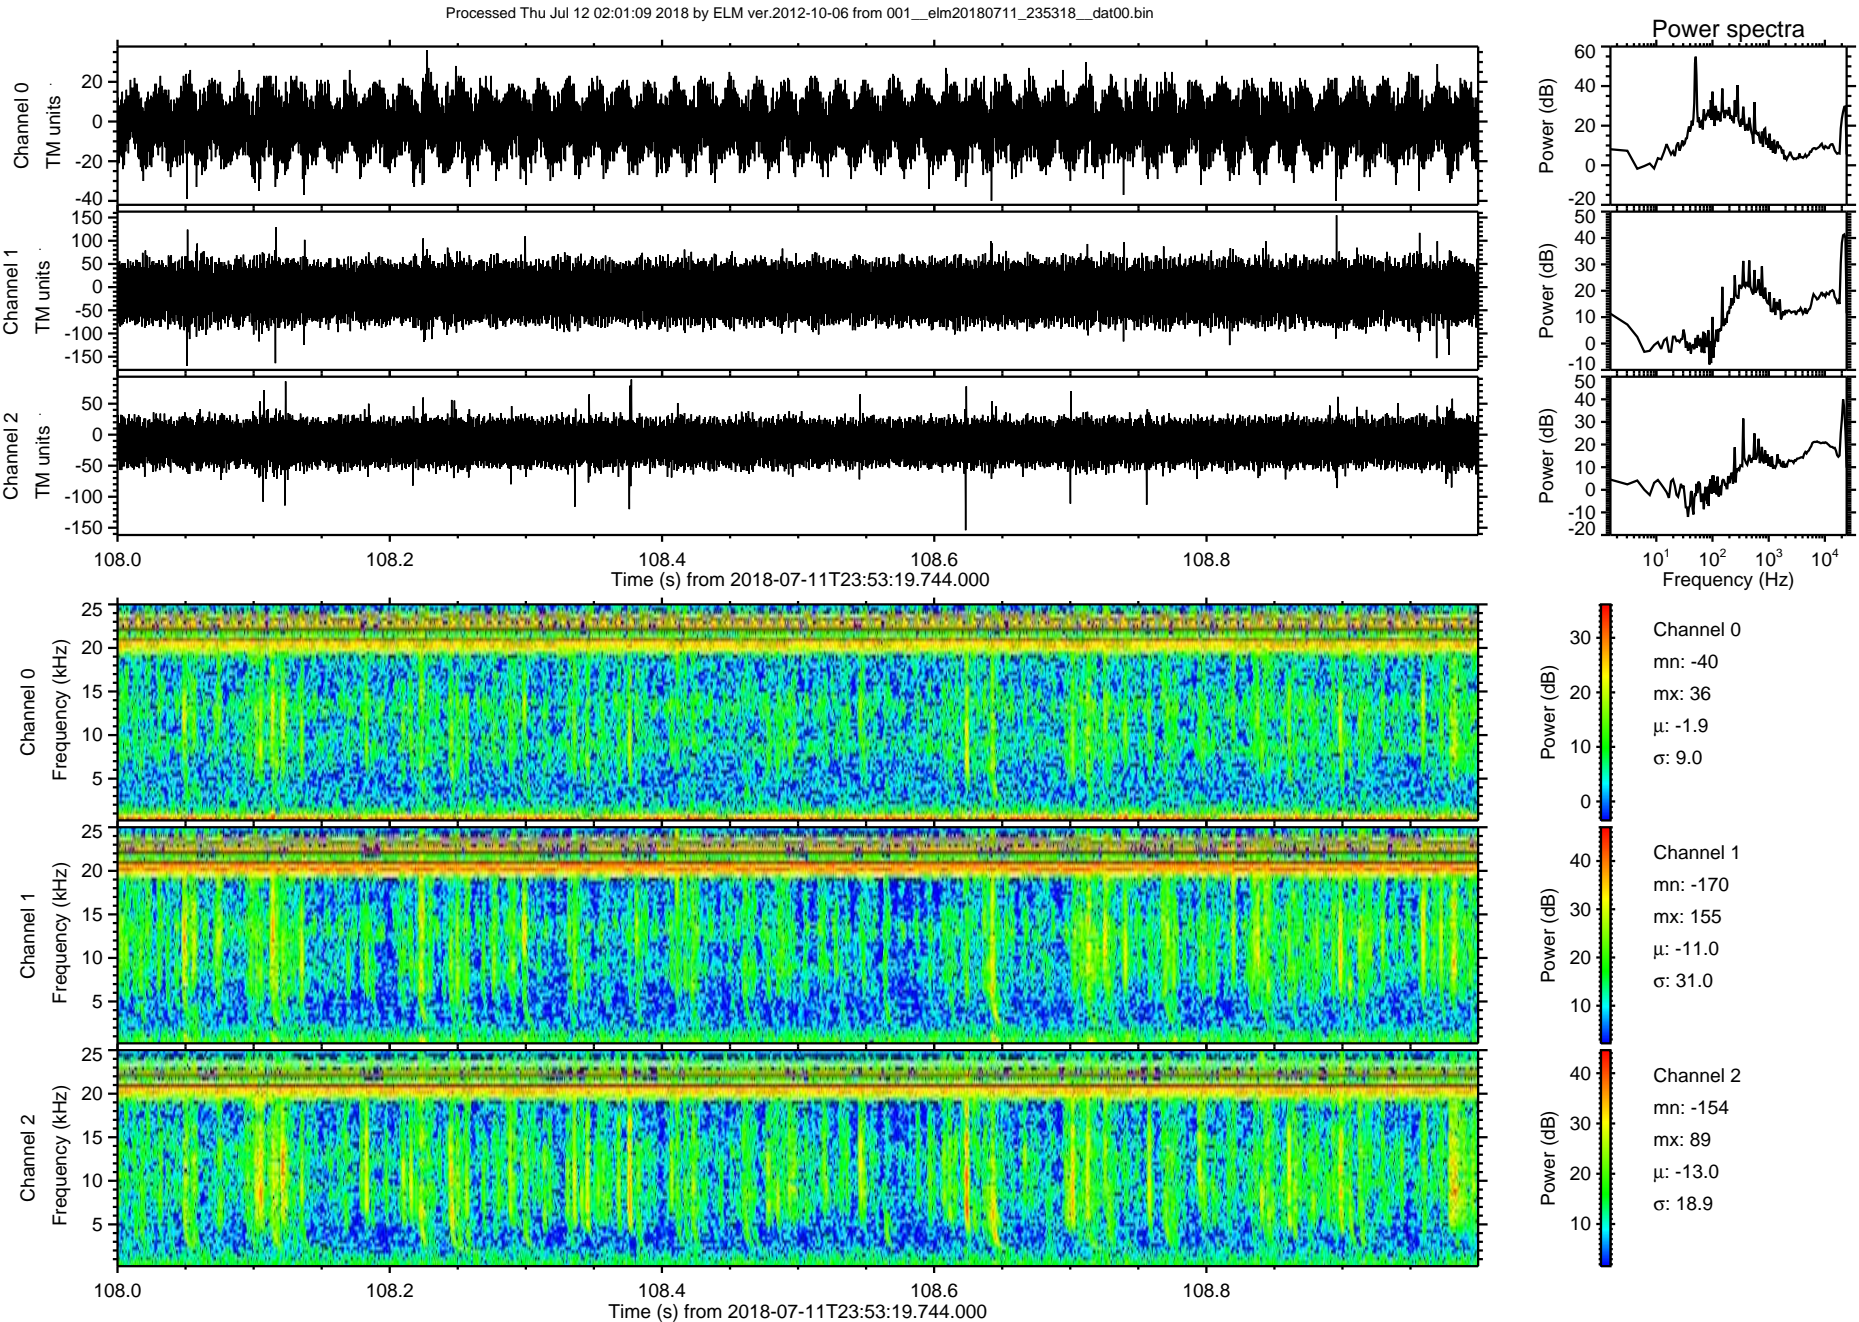 Processed Thu Jul 12 02:01:09 2018 by ELM ver.2012-10-06 from 001__elm20180711_235318__dat00.bin
Power spectra
Channel 0
TM units
20
0
-20
-40
Power (dB)
60
40
20
0
-20
Channel 1
TM units
150
100
50
0
-50
-100
-150
Power (dB)
50
40
30
20
10
0
-10
Channel 2
TM units
50
0
-50
-100
-150
Power (dB)
50
40
30
20
10
0
-10
-20
108.0 108.2 108.4 108.6 108.8
Time (s) from 2018-07-11T23:53:19.744.000
10¹ 10² 10³ 10⁴
Frequency (Hz)
Channel 0
Frequency (kHz)
25
20
15
10
5
Power (dB)
30
20
10
0
Channel 0
mn: -40
mx: 36
μ: -1.9
σ: 9.0
Channel 1
Frequency (kHz)
25
20
15
10
5
Power (dB)
40
30
20
10
Channel 1
mn: -170
mx: 155
μ: -11.0
σ: 31.0
Channel 2
Frequency (kHz)
25
20
15
10
5
Power (dB)
40
30
20
10
Channel 2
mn: -154
mx: 89
μ: -13.0
σ: 18.9
108.0 108.2 108.4 108.6 108.8
Time (s) from 2018-07-11T23:53:19.744.000